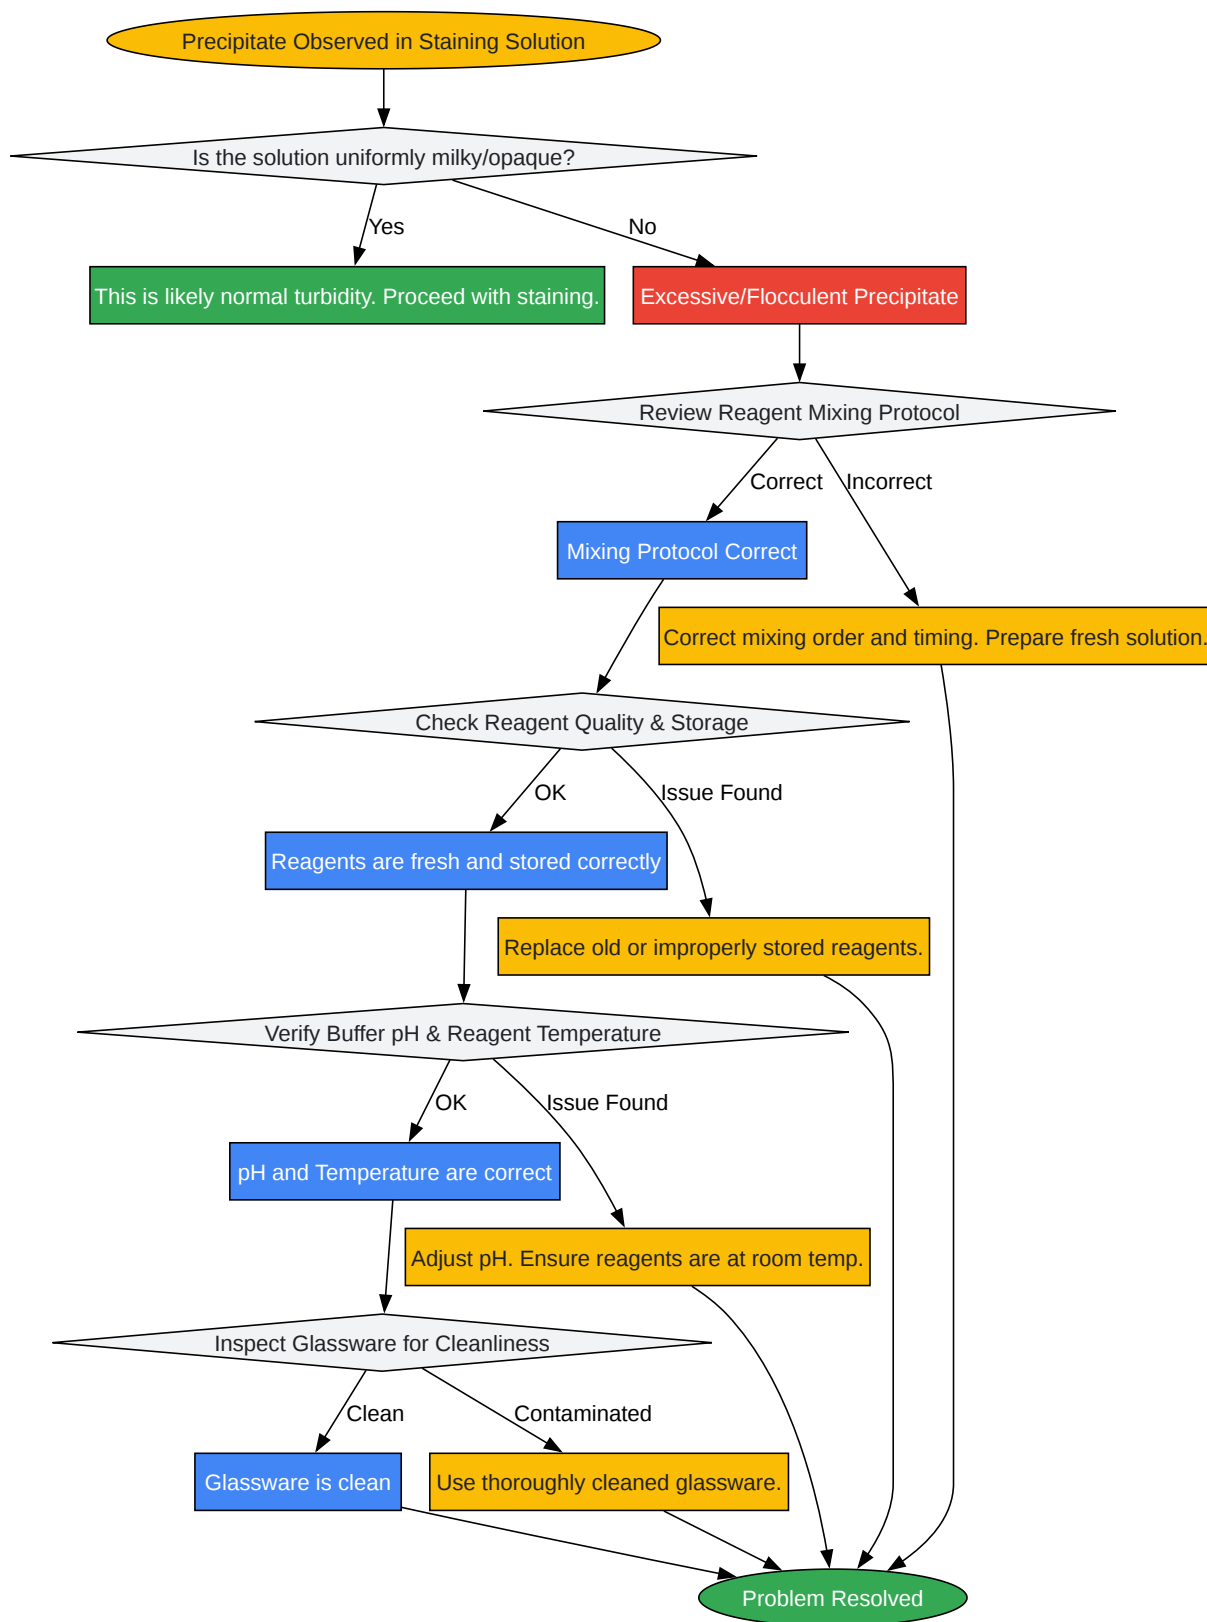 Precipitate Observed in Staining Solution
Is the solution uniformly milky/opaque?
Yes
No
This is likely normal turbidity. Proceed with staining.
Excessive/Flocculent Precipitate
Review Reagent Mixing Protocol
Correct
Incorrect
Mixing Protocol Correct
Correct mixing order and timing. Prepare fresh solution.
Check Reagent Quality & Storage
OK
Issue Found
Reagents are fresh and stored correctly
Replace old or improperly stored reagents.
Verify Buffer pH & Reagent Temperature
OK
Issue Found
pH and Temperature are correct
Adjust pH. Ensure reagents are at room temp.
Inspect Glassware for Cleanliness
Clean
Contaminated
Glassware is clean
Use thoroughly cleaned glassware.
Problem Resolved